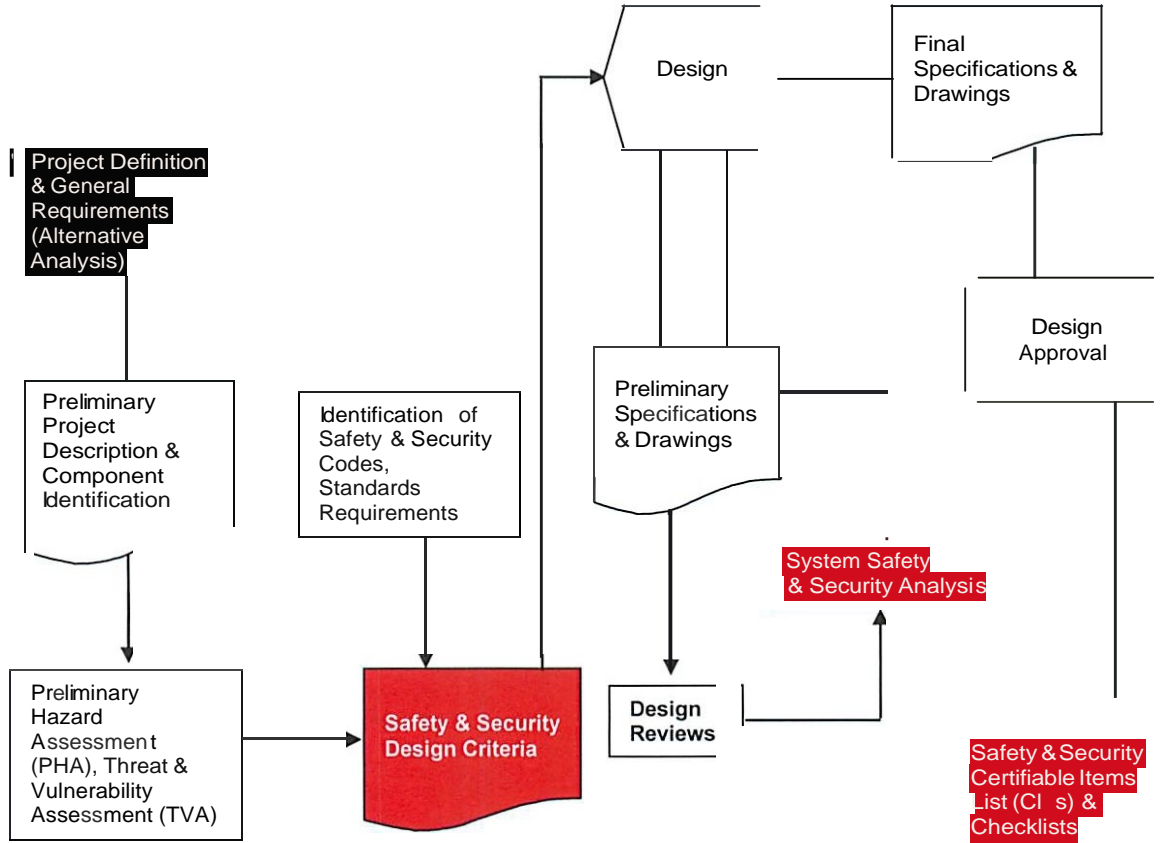 Design
Final
Specifications &
Drawings
Project Definition
& General
Requirements
(Alternative
Analysis)
Design
Approval
Preliminary
Project
Description &
Component
Identification
Identification of
Safety & Security
Codes,
Standards
Requirements
Preliminary
Specifications
& Drawings
System Safety
& Security Analysis
Preliminary
Hazard
Assessment
(PHA), Threat &
Vulnerability
Assessment (TVA)
Safety & Security
Design Criteria
Design
Reviews
Safety & Security
Certifiable Items
List (CI s) &
Checklists